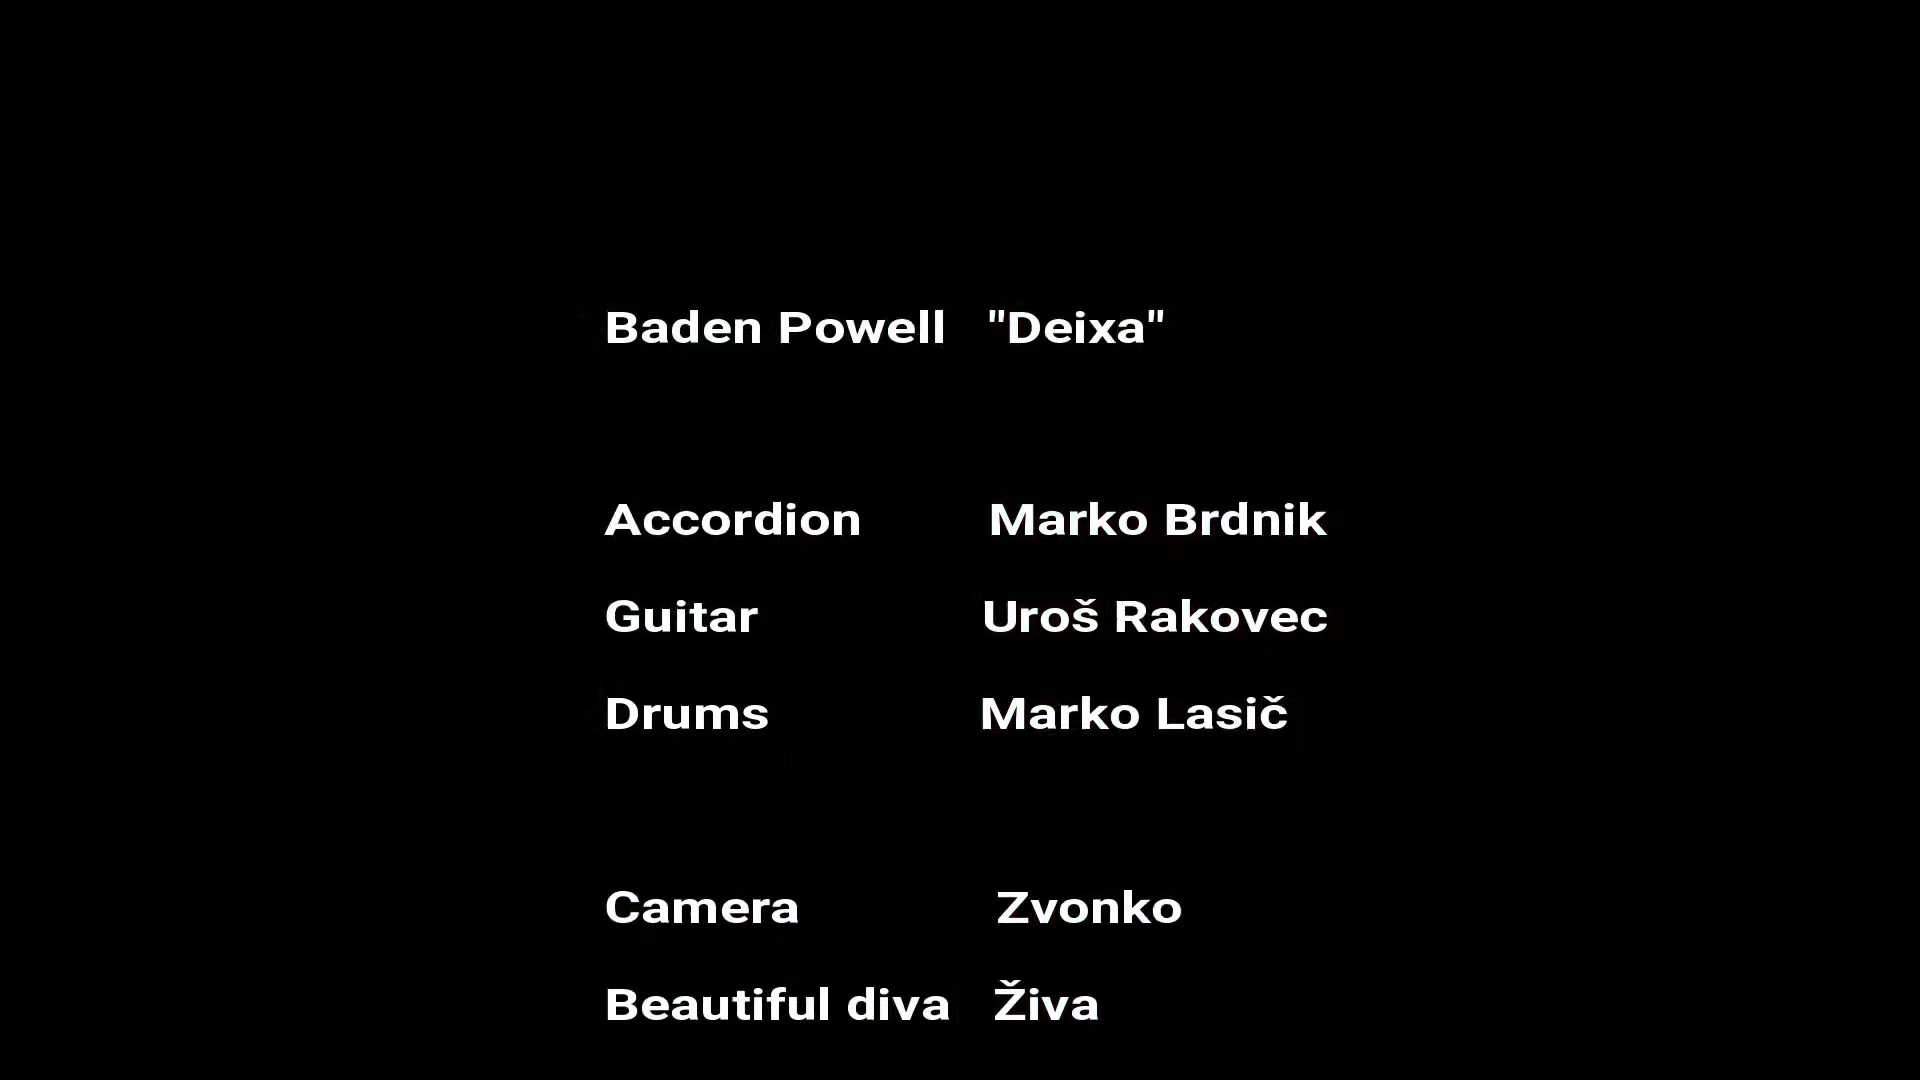 Baden Powell "Deixa"
Accordion Marko Brdnik
Guitar Uroš Rakovec
Drums Marko Lasič
Camera Zvonko
Beautiful diva Živa